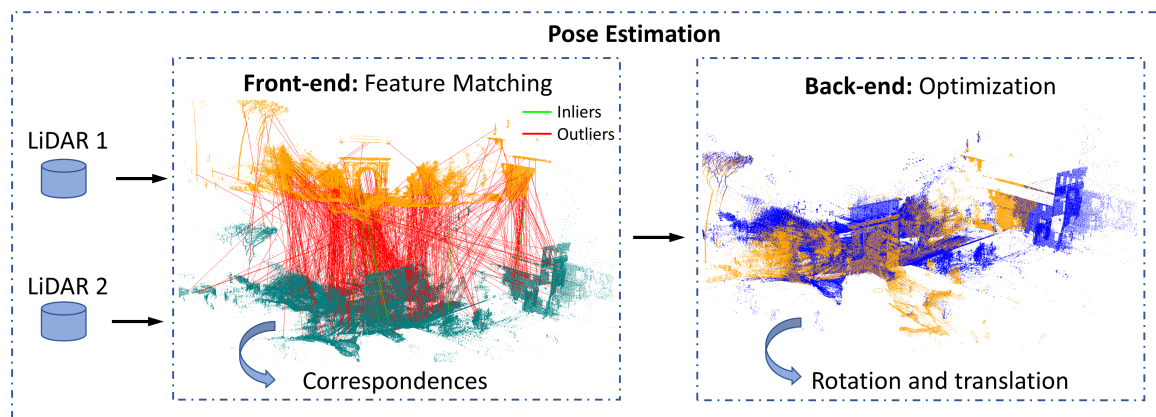 Pose Estimation
Front-end: Feature Matching
Inliers
Outliers
LiDAR 1
LiDAR 2
Correspondences
Back-end: Optimization
Rotation and translation